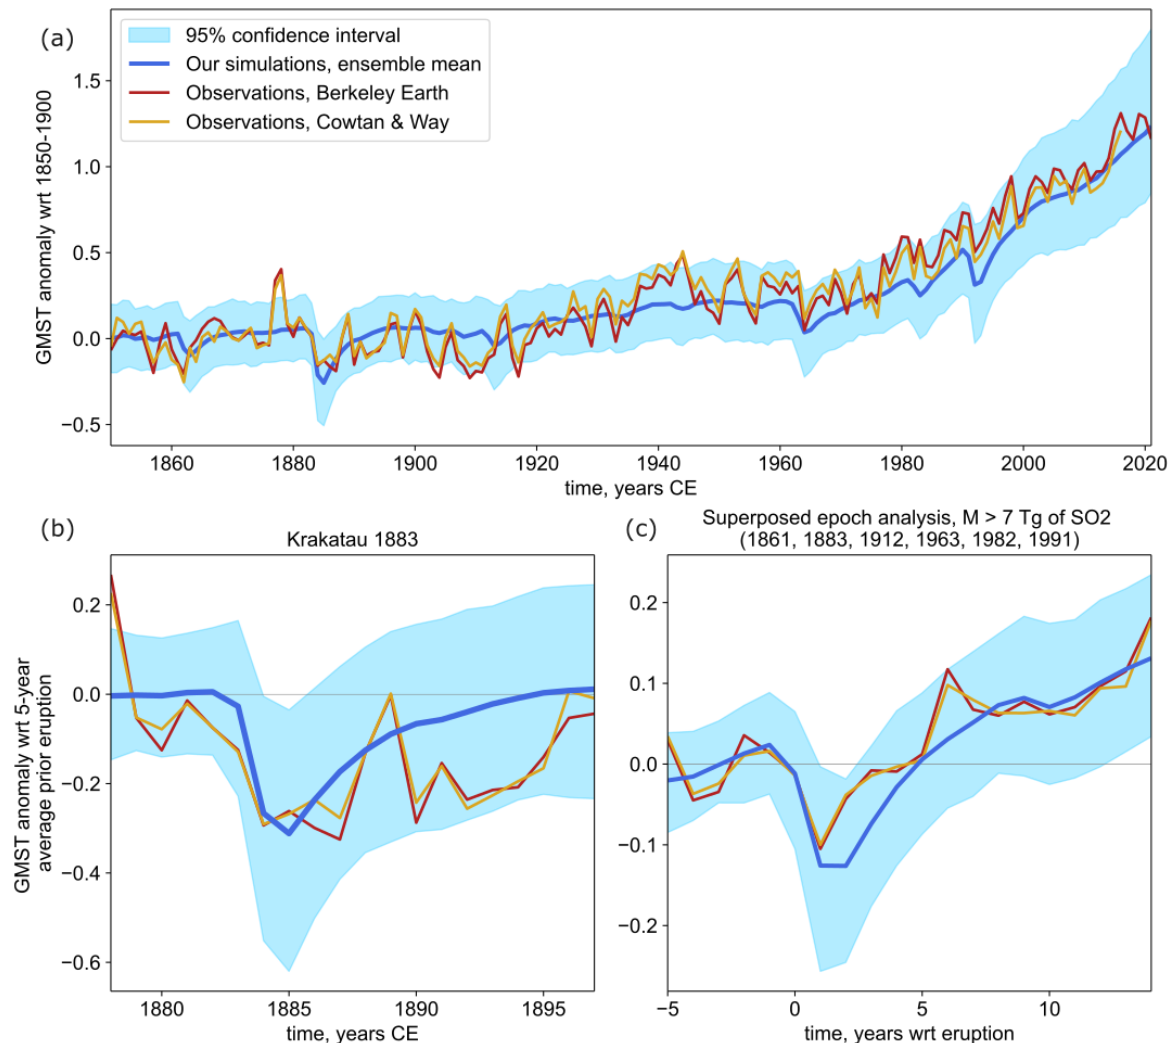 (a)
95% confidence interval
Our simulations, ensemble mean
Observations, Berkeley Earth
Observations, Cowtan & Way
GMST anomaly wrt 1850-1900
1.5
1.0
0.5
0.0
−0.5
1860 1880 1900 1920 1940 1960 1980 2000 2020
time, years CE
(b)
Krakatau 1883
GMST anomaly wrt 5-year
average prior eruption
0.2
0.0
−0.2
−0.4
−0.6
1880 1885 1890 1895
time, years CE
(c)
Superposed epoch analysis, M > 7 Tg of SO2
(1861, 1883, 1912, 1963, 1982, 1991)
0.2
0.1
0.0
−0.1
−0.2
−5 0 5 10
time, years wrt eruption